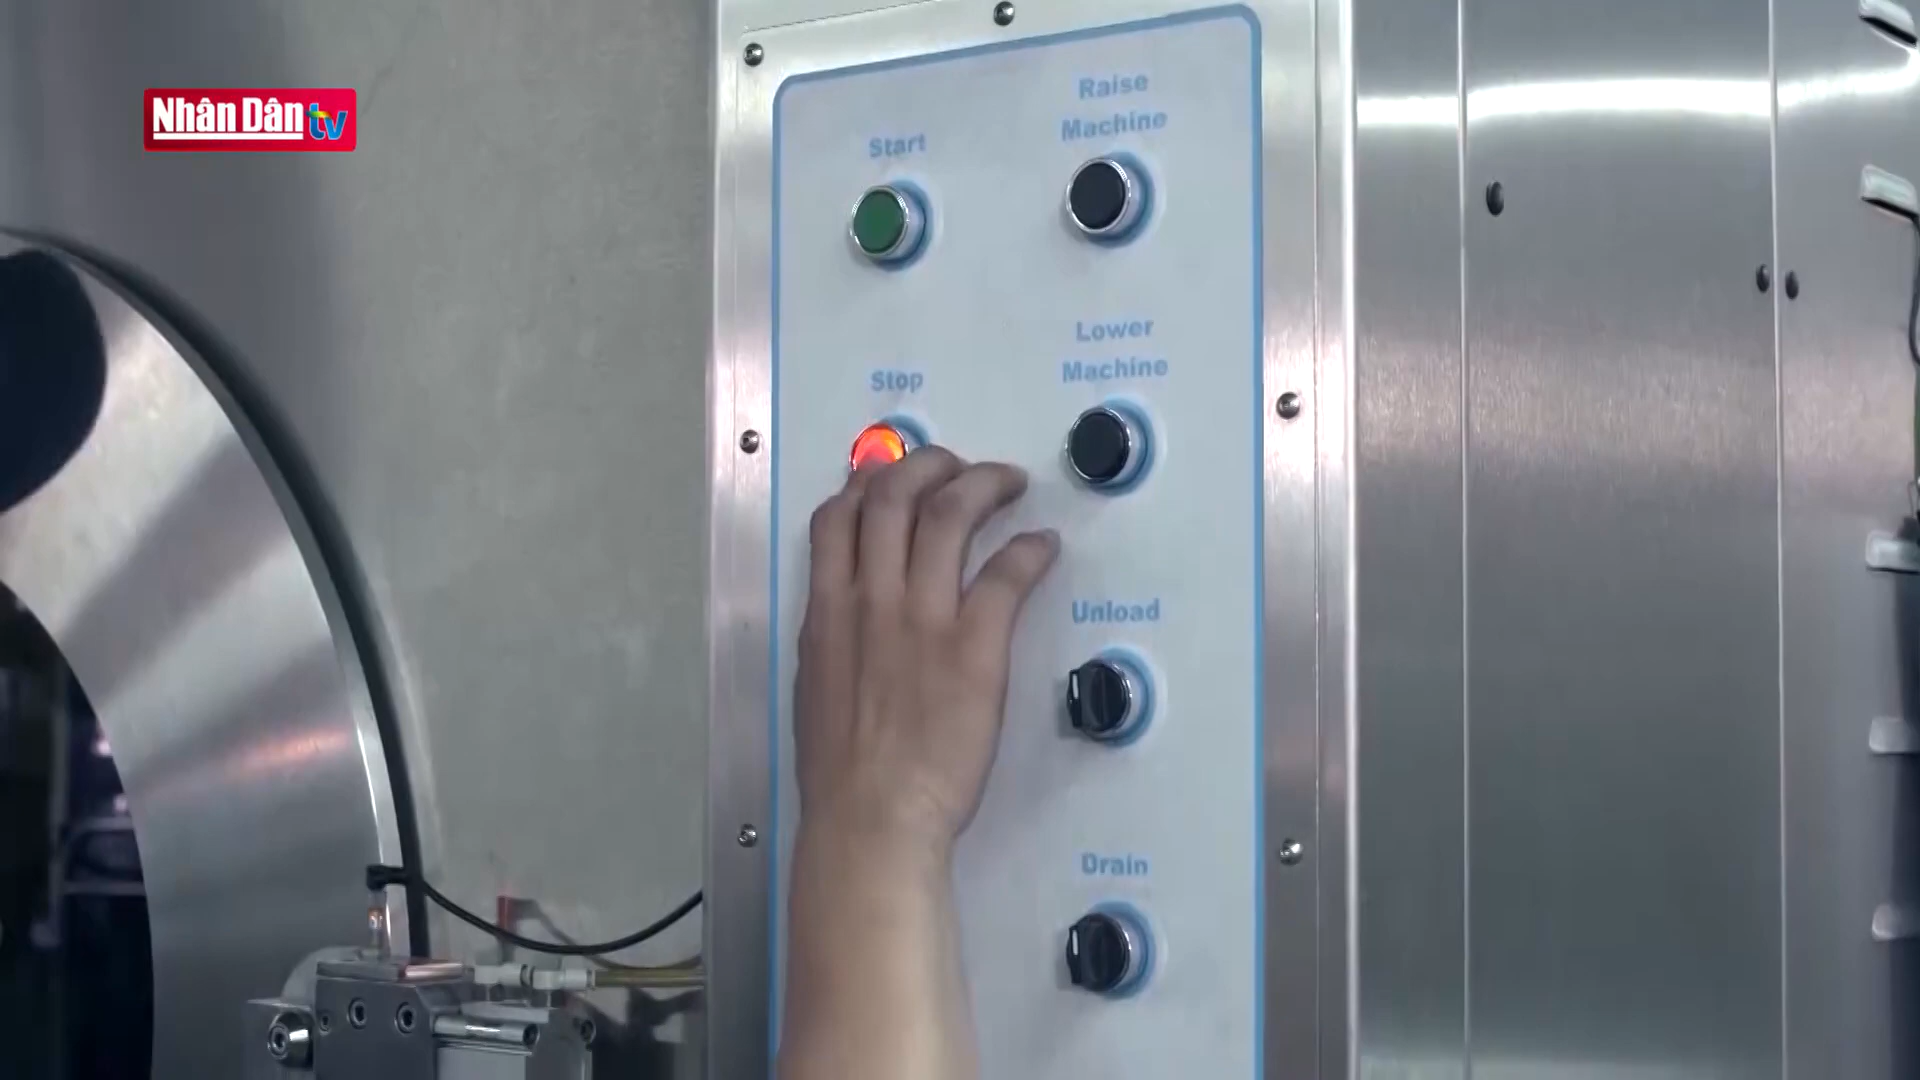 Nhân Dân tv
Start
Raise
Machine
Stop
Lower
Machine
Unload
Drain